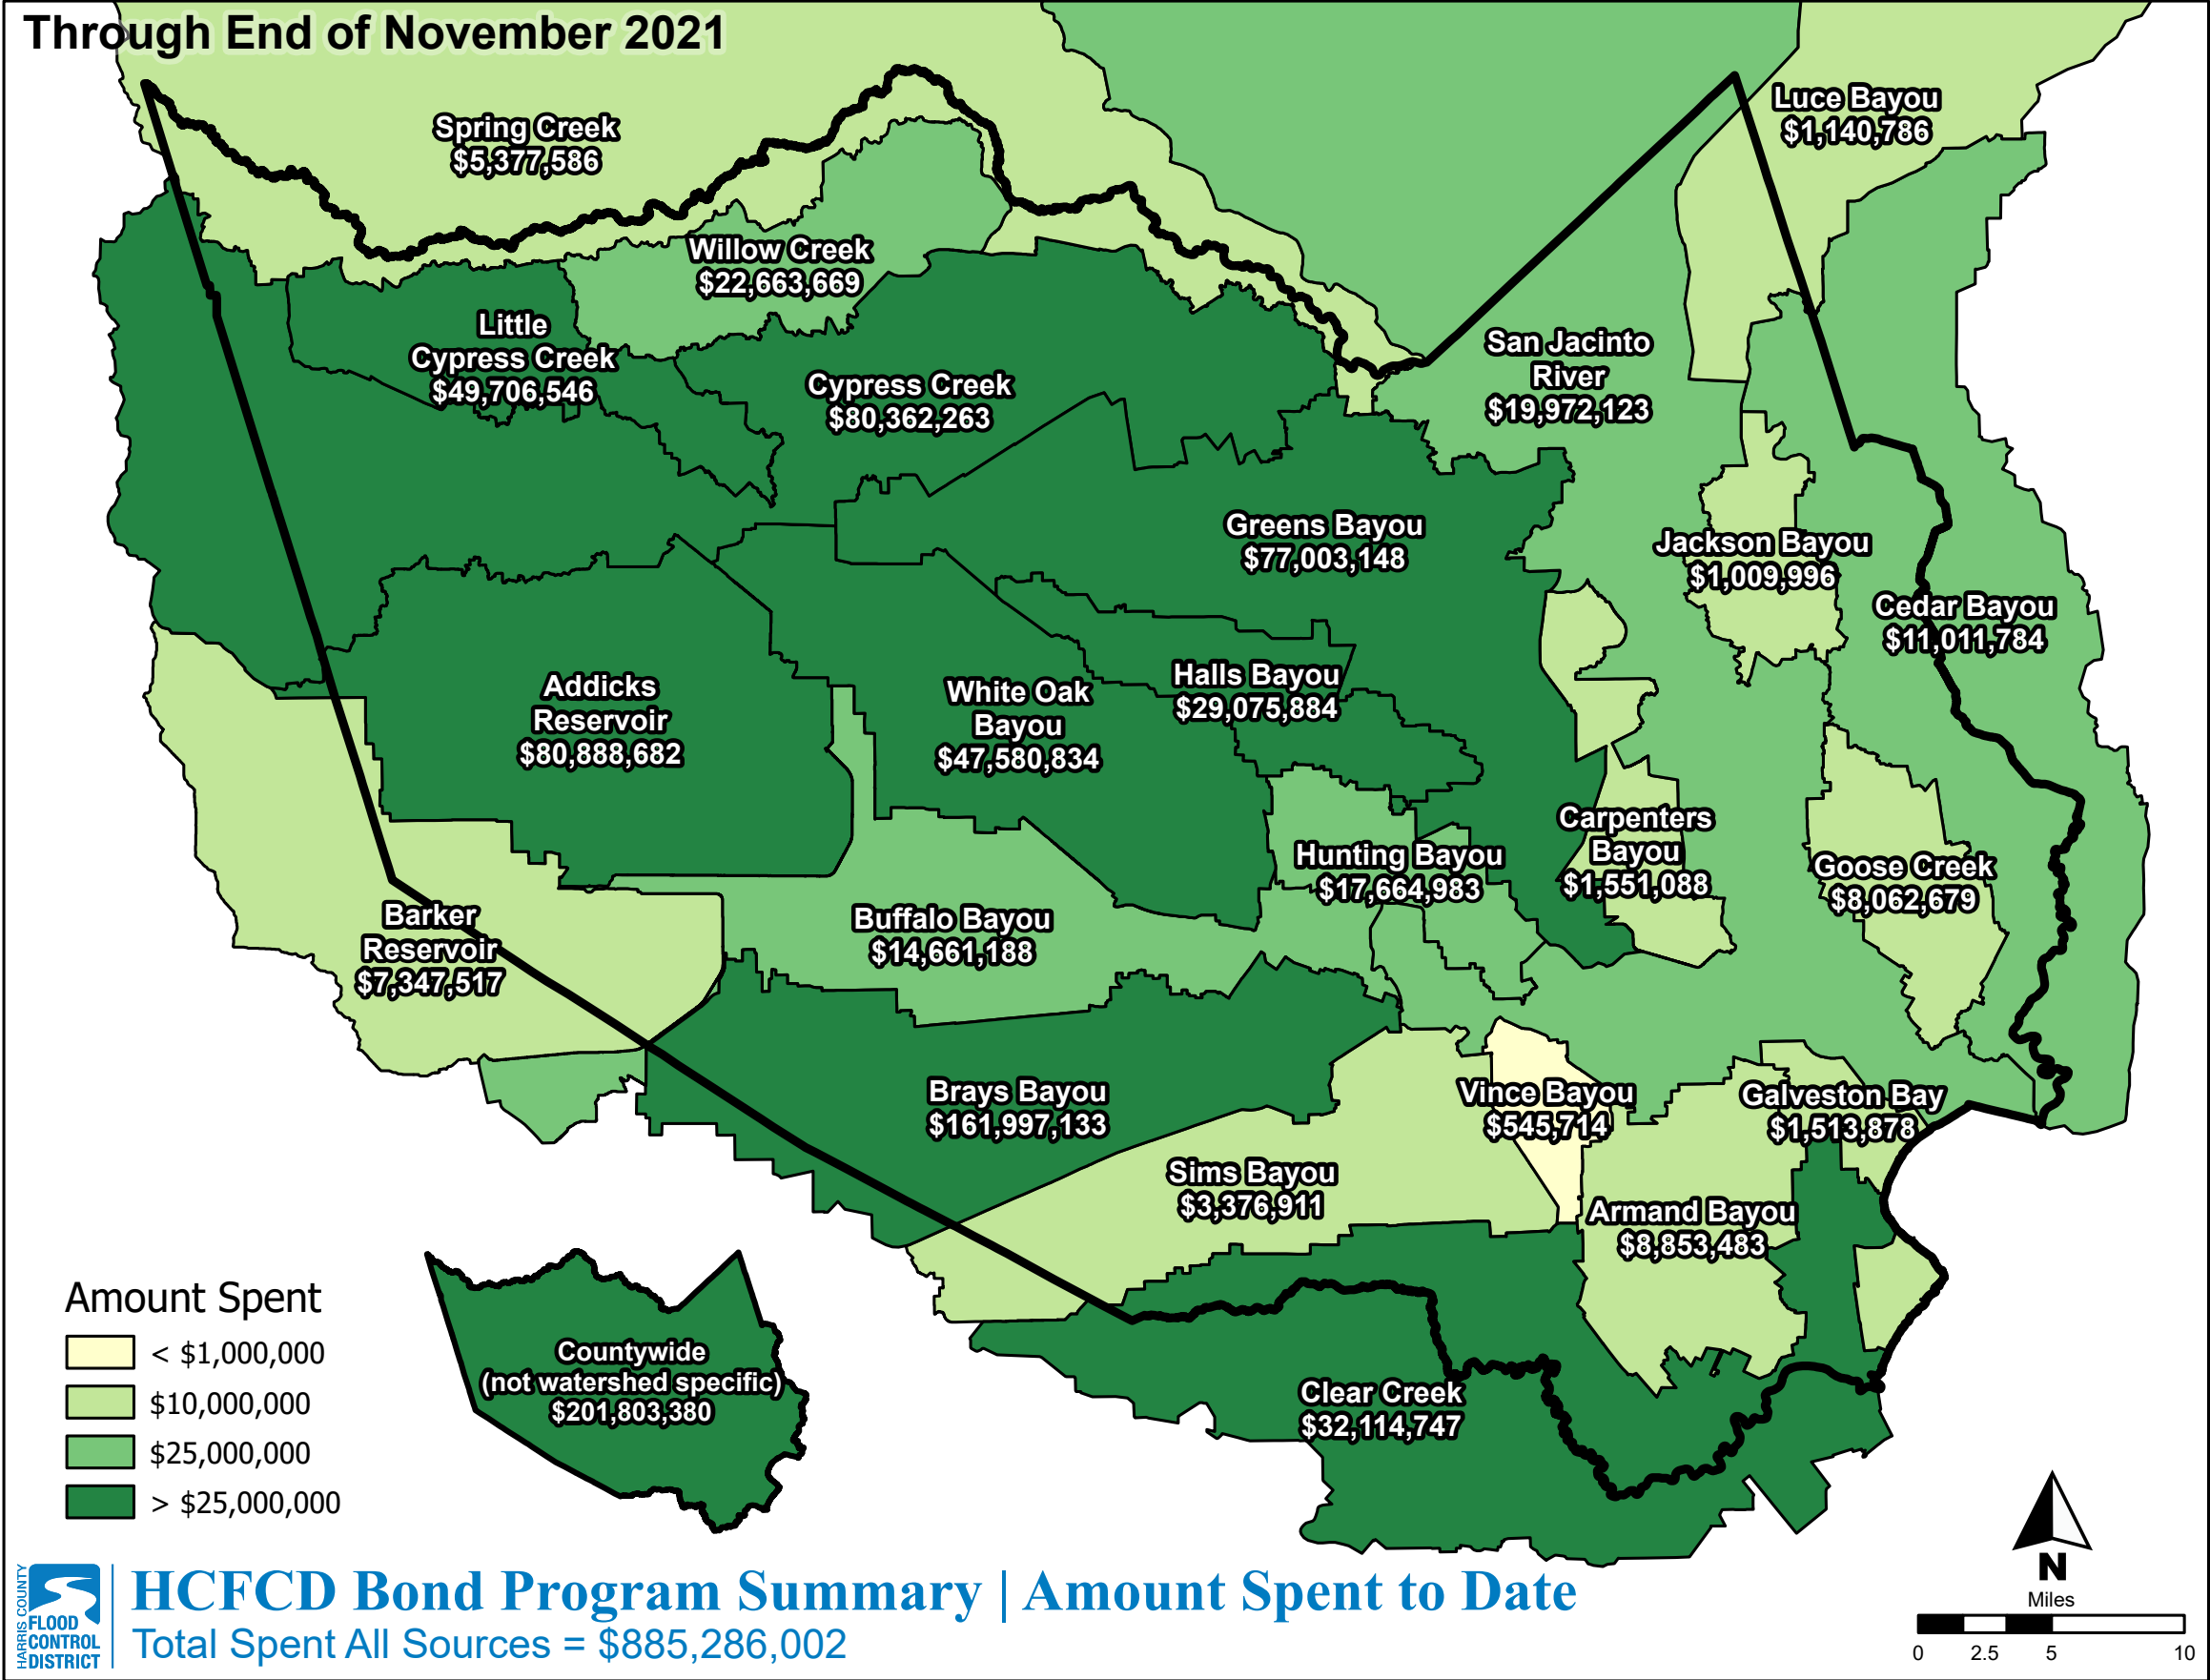 Through End of November 2021
Luce Bayou
$1,140,786
Spring Creek
$5,377,586
Willow Creek
$22,663,669
Little
Cypress Creek
$49,706,546
Cypress Creek
$80,362,263
San Jacinto
River
$19,972,123
Greens Bayou
$77,003,148
Jackson Bayou
$1,009,996
Cedar Bayou
$11,011,784
Addicks
Reservoir
$80,888,682
White Oak
Bayou
$47,580,834
Halls Bayou
$29,075,884
Carpenters
Bayou
$1,551,088
Hunting Bayou
$17,664,983
Goose Creek
$8,062,679
Barker
Reservoir
$7,347,517
Buffalo Bayou
$14,661,188
Brays Bayou
$161,997,133
Vince Bayou
$545,714
Galveston Bay
$1,513,878
Sims Bayou
$3,376,911
Armand Bayou
$8,853,483
Clear Creek
$32,114,747
Countywide
(not watershed specific)
$201,803,380
Amount Spent
< $1,000,000
$10,000,000
$25,000,000
> $25,000,000
N
Miles
0 2.5 5 10
HARRIS COUNTY
FLOOD
CONTROL
DISTRICT
HCFCD Bond Program Summary | Amount Spent to Date
Total Spent All Sources = $885,286,002